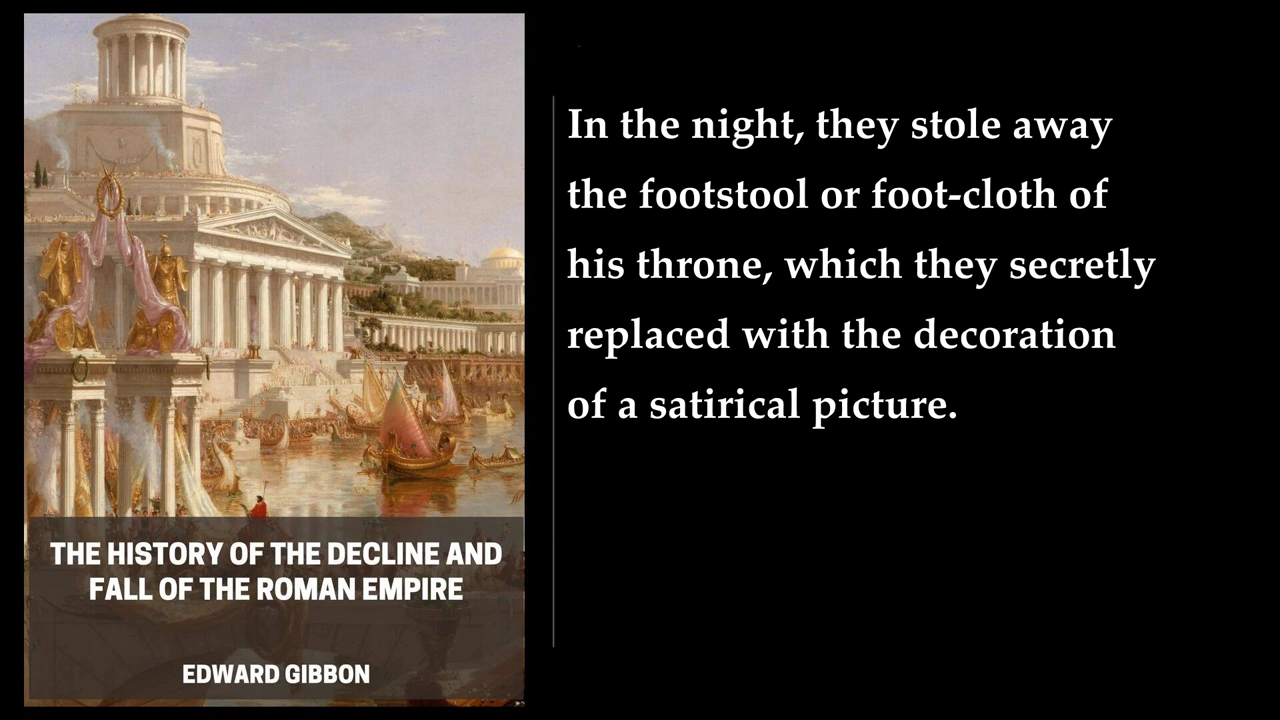 In the night, they stole away
the footstool or foot-cloth of
his throne, which they secretly
replaced with the decoration
of a satirical picture.
THE HISTORY OF THE DECLINE AND
FALL OF THE ROMAN EMPIRE
EDWARD GIBBON